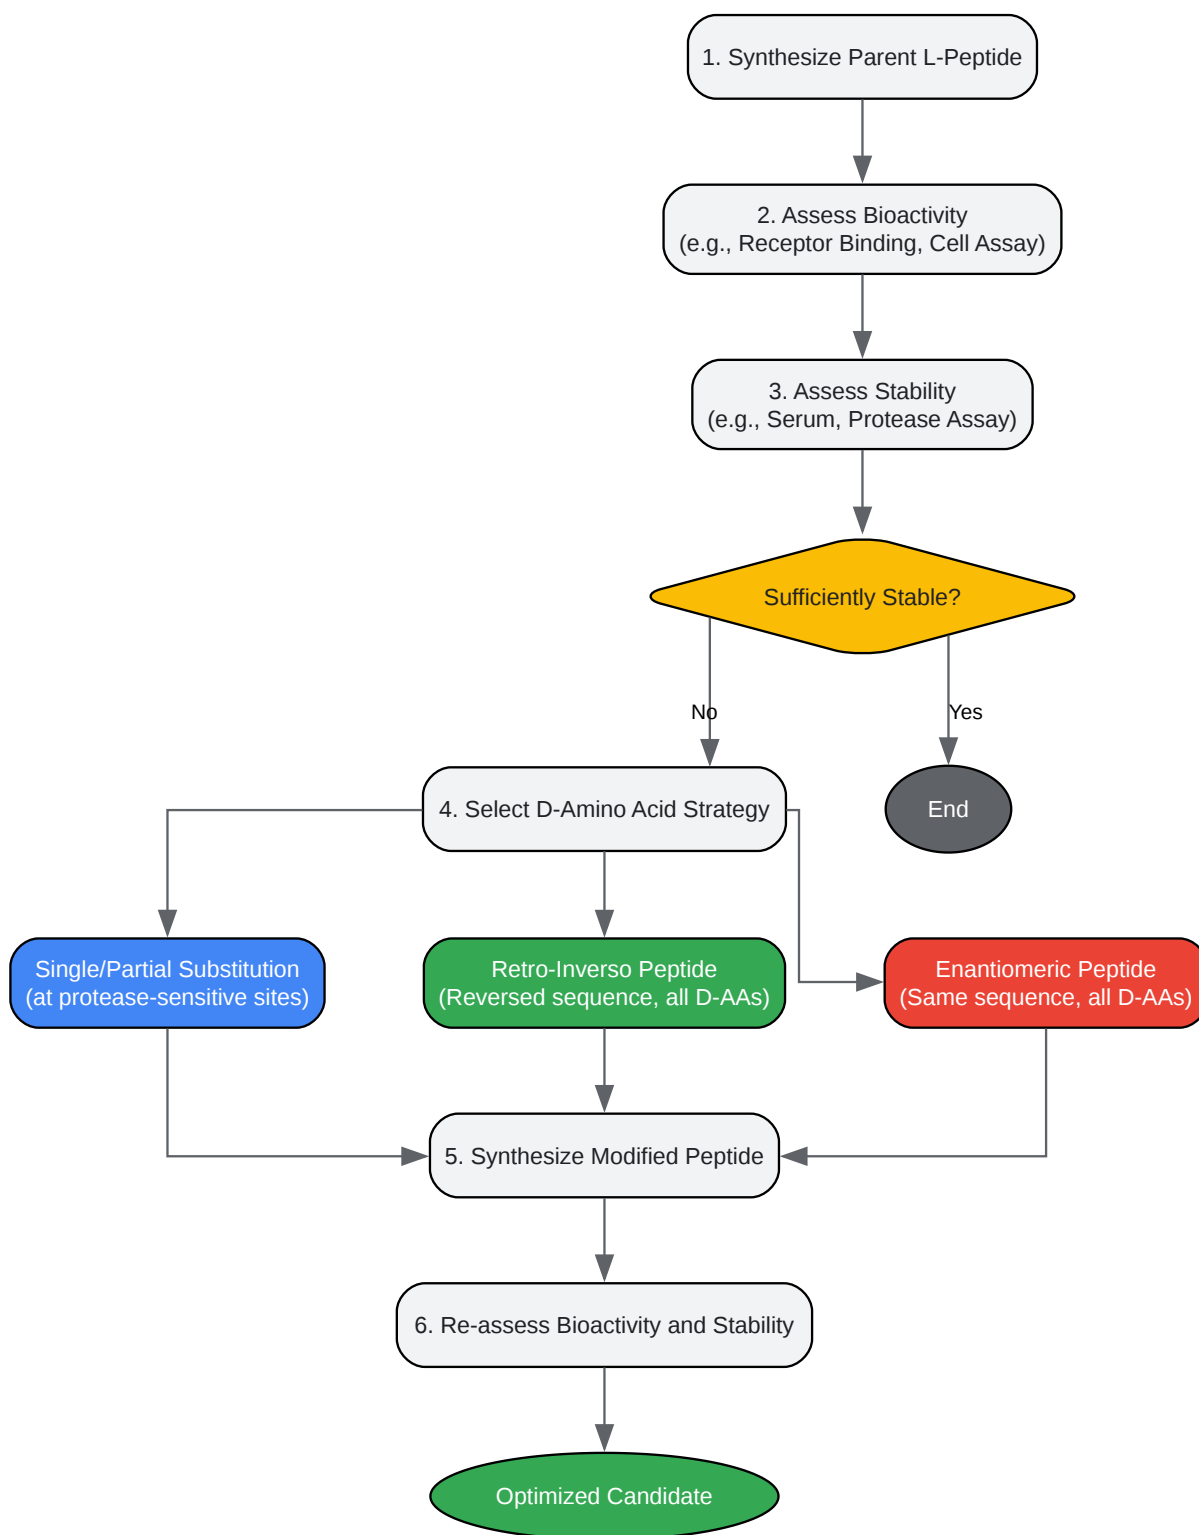 1. Synthesize Parent L-Peptide
2. Assess Bioactivity
(e.g., Receptor Binding, Cell Assay)
3. Assess Stability
(e.g., Serum, Protease Assay)
Sufficiently Stable?
No
Yes
4. Select D-Amino Acid Strategy
End
Single/Partial Substitution
(at protease-sensitive sites)
Retro-Inverso Peptide
(Reversed sequence, all D-AAs)
Enantiomeric Peptide
(Same sequence, all D-AAs)
5. Synthesize Modified Peptide
6. Re-assess Bioactivity and Stability
Optimized Candidate